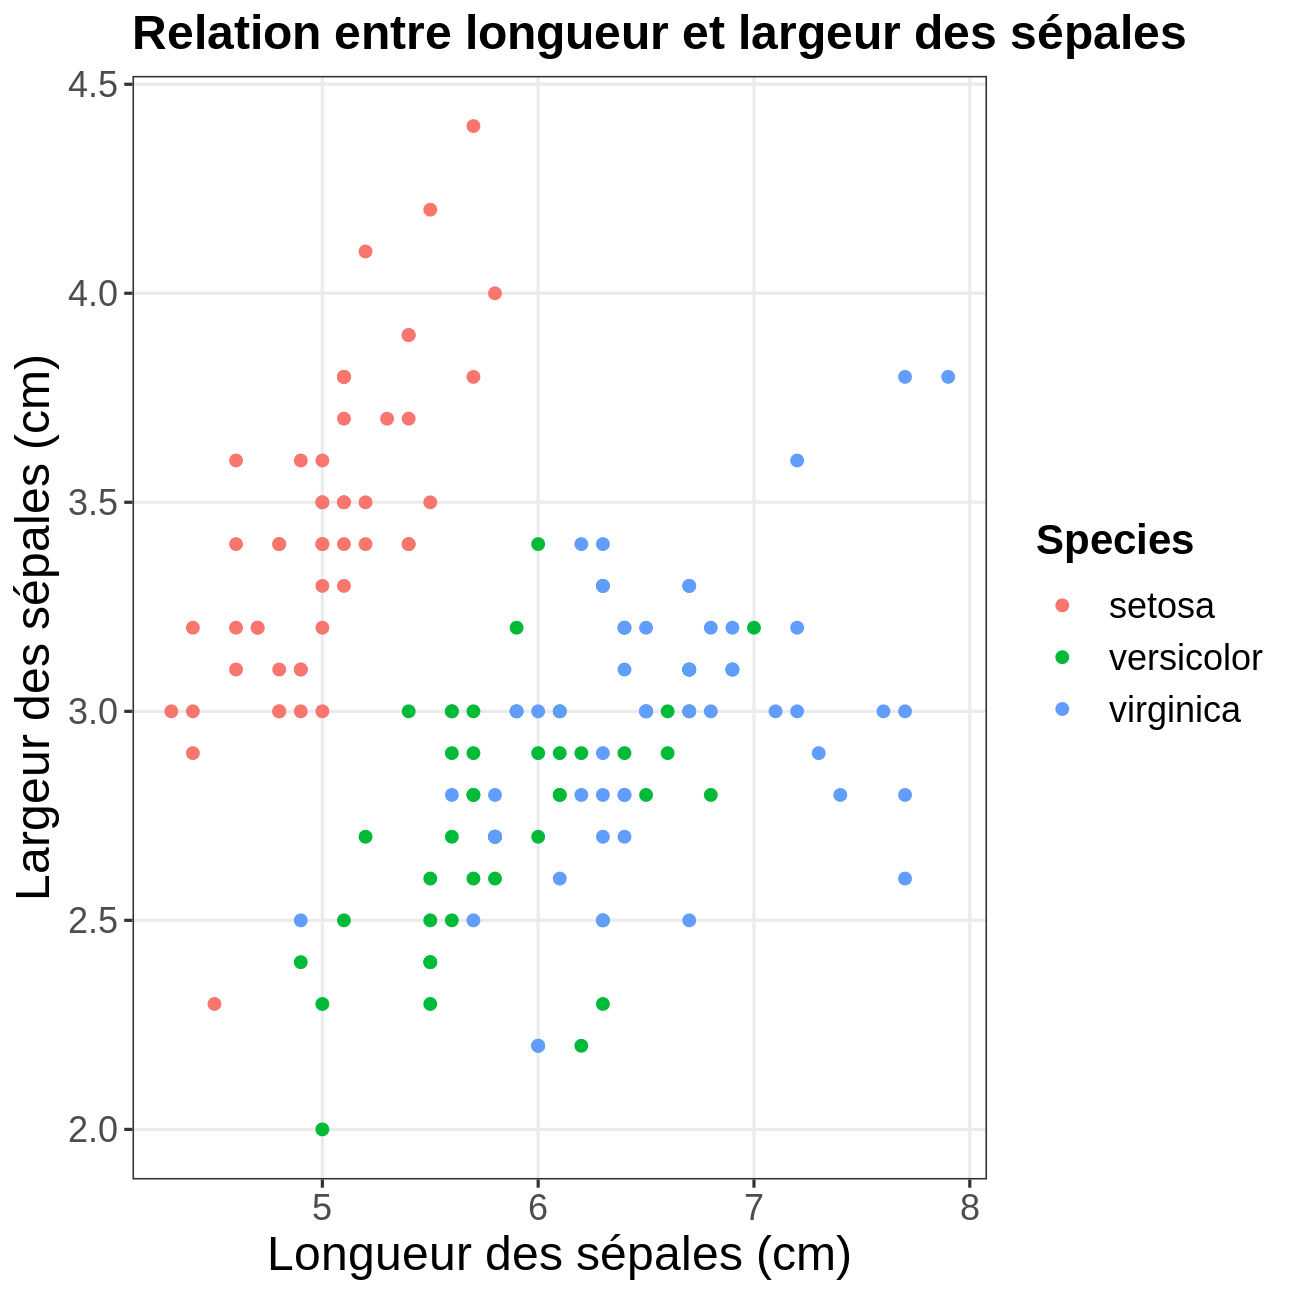 Relation entre longueur et largeur des sépales
4.5
4.0
3.5
3.0
2.5
2.0
Largeur des sépales (cm)
5 6 7 8
Longueur des sépales (cm)
Species
setosa
versicolor
virginica